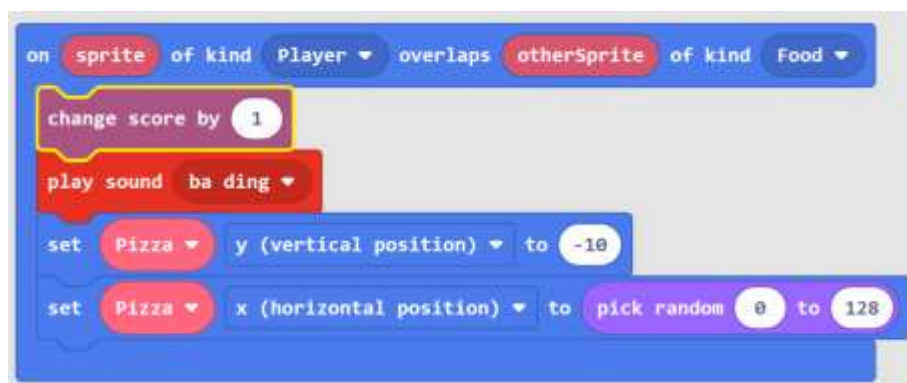 on sprite of kind Player overlaps otherSprite of kind Food
change score by 1
play sound ba ding
set Pizza y (vertical position) to -10
set Pizza x (horizontal position) to pick random 0 to 128